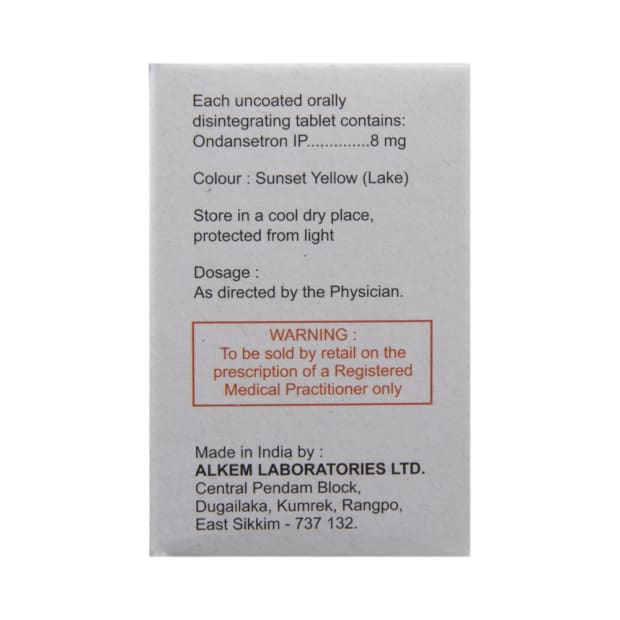 Each uncoated orally
disintegrating tablet contains:
Ondansetron IP..............8 mg
Colour : Sunset Yellow (Lake)
Store in a cool dry place,
protected from light
Dosage :
As directed by the Physician.
WARNING :
To be sold by retail on the
prescription of a Registered
Medical Practitioner only
Made in India by :
ALKEM LABORATORIES LTD.
Central Pendam Block,
Dugailaka, Kumrek, Rangpo,
East Sikkim - 737 132.